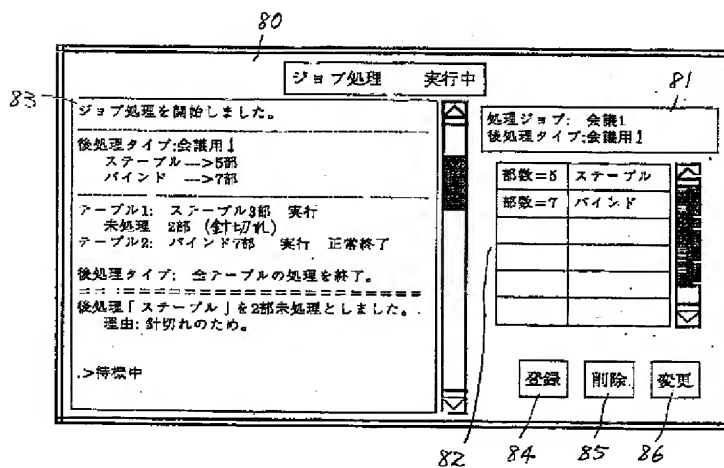 80
ジョブ処理 実行中
83
ジョブ処理を開始しました。
後処理タイプ:会議用1
ステープル--->5部
バインド --->7部
テーブル1: ステープル3部 実行
未処理 2部 (針切れ)
テーブル2: バインド7部 実行 正常終了
後処理タイプ: 全テーブルの処理を終了。
後処理「ステープル」を2部未処理としました。
理由: 針切れのため。
.>待機中
81
処理ジョブ: 会議1
後処理タイプ:会議用1
部数=5 ステープル
部数=7 バインド
登録 削除 変更
82 84 85 86